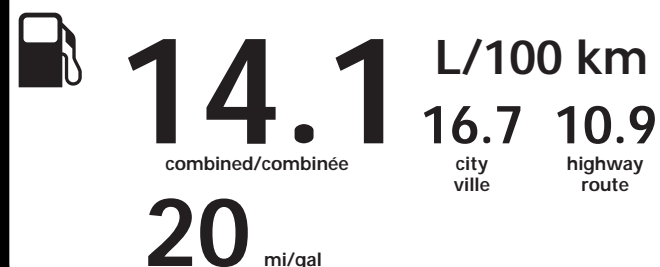 14.1 L/100 km
combined/combinée
16.7 10.9
city highway
ville route
20 mi/gal